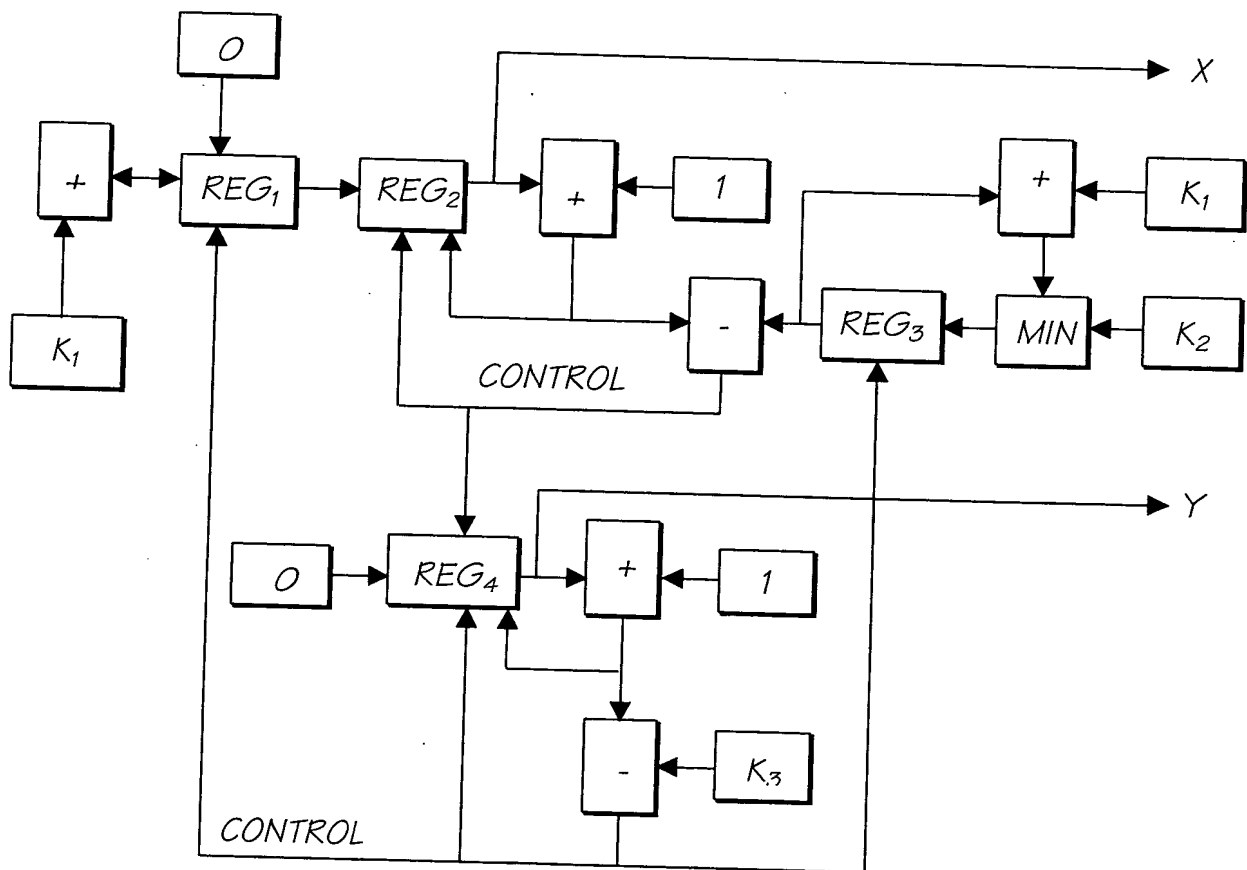 0
X
+
REG₁
REG₂
+
1
+
K₁
K₁
-
REG₃
MIN
K₂
CONTROL
Y
0
REG₄
+
1
-
K₃
CONTROL